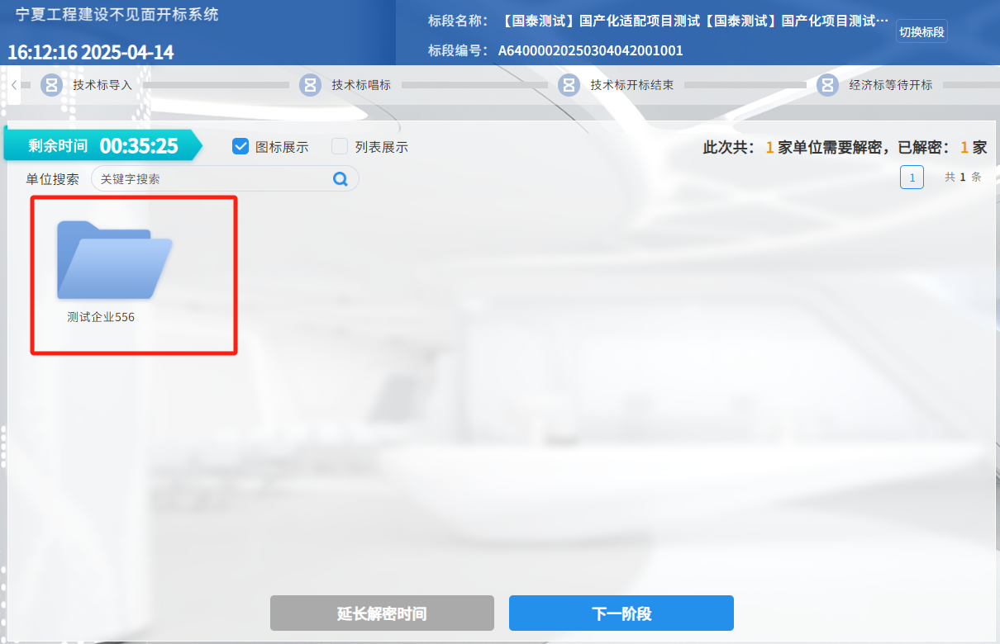 宁夏工程建设不见面开标系统
16:12:16 2025-04-14
标段名称： 【国泰测试】国产化适配项目测试【国泰测试】国产化项目测试···
标段编号： A64000020250304042001001
切换标段
技术标导入
技术标唱标
技术标开标结束
经济标等待开标
剩余时间 00:35:25
图标展示
列表展示
此次共： 1 家单位需要解密，已解密： 1 家
单位搜索 关键字搜索
1 共 1 条
测试企业556
延长解密时间
下一阶段